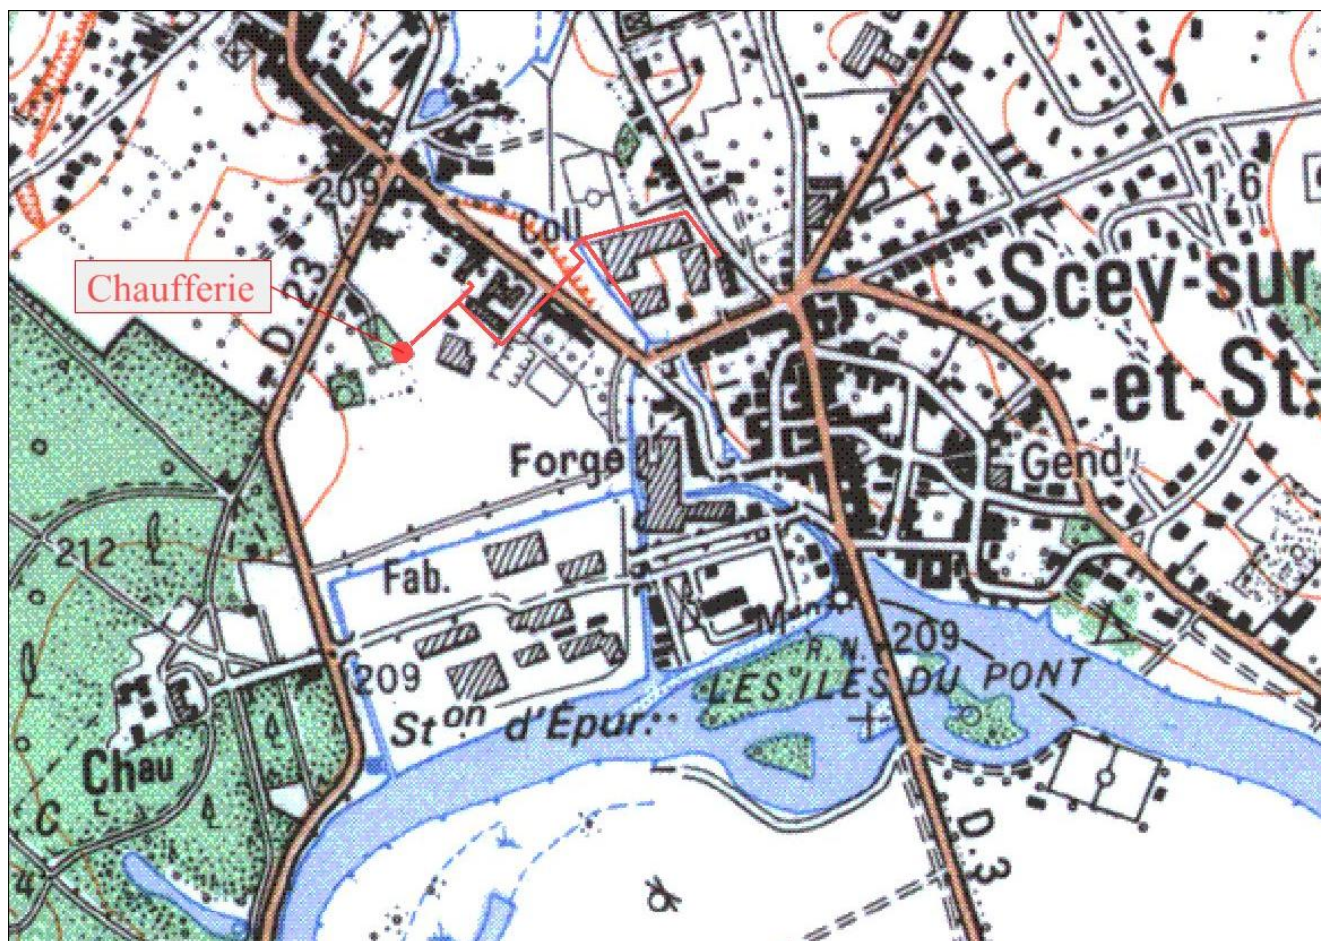 209
Coll
1,6
Chaufferie
D. 23
Scey-sur
-et-St.
Forge
Gend
212
Fab.
Mon
209
R.N.
209
LES ILES DU PONT
Ston d'Épur.
Chau
D.3
C
4